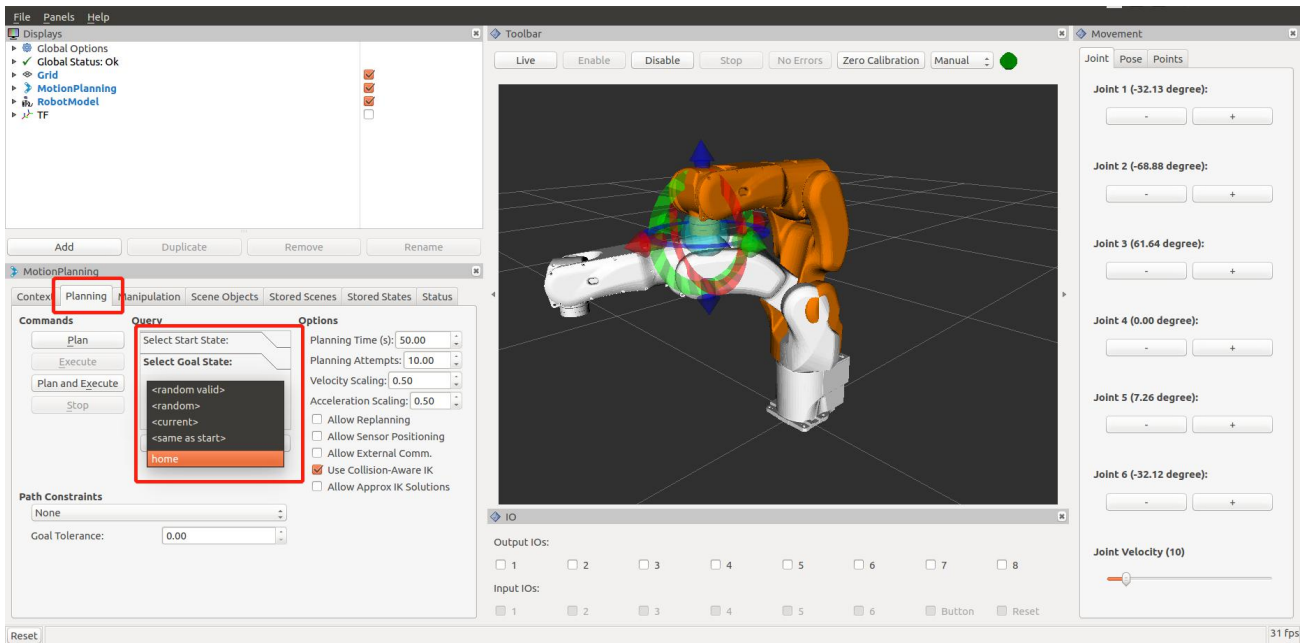 File Panels Help
Displays
Global Options
Global Status: Ok
Grid
MotionPlanning
RobotModel
TF
Add Duplicate Remove Rename
MotionPlanning
Context Planning Manipulation Scene Objects Stored Scenes Stored States Status
Commands Query Options
Plan Select Start State: Planning Time (s): 50.00
Execute Select Goal State: Planning Attempts: 10.00
Plan and Execute <random valid> Velocity Scaling: 0.50
Stop <random> Acceleration Scaling: 0.50
<current> Allow Replanning
<same as start> Allow Sensor Positioning
home Allow External Comm.
Use Collision-Aware IK
Allow Approx IK Solutions
Path Constraints
None
Goal Tolerance: 0.00
Toolbar
Live Enable Disable Stop No Errors Zero Calibration Manual
IO
Output IOs:
1 2 3 4 5 6 7 8
Input IOs:
1 2 3 4 5 6 Button Reset
Movement
Joint Pose Points
Joint 1 (-32.13 degree):
- +
Joint 2 (-68.88 degree):
- +
Joint 3 (61.64 degree):
- +
Joint 4 (0.00 degree):
- +
Joint 5 (7.26 degree):
- +
Joint 6 (-32.12 degree):
- +
Joint Velocity (10)
Reset 31 fps